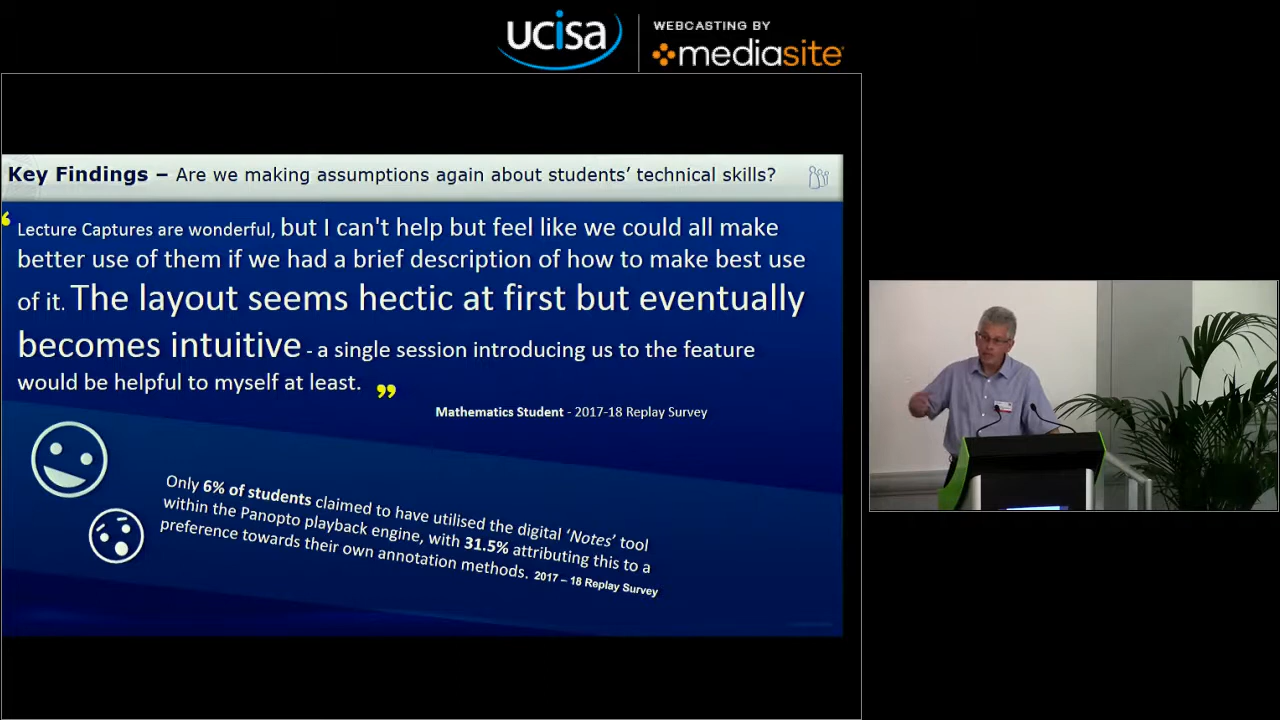 ucisa
WEBCASTING BY
mediasite
Key Findings – Are we making assumptions again about students’ technical skills?
‘
Lecture Captures are wonderful, but I can't help but feel like we could all make
better use of them if we had a brief description of how to make best use
of it. The layout seems hectic at first but eventually
becomes intuitive - a single session introducing us to the feature
would be helpful to myself at least. ”
Mathematics Student - 2017-18 Replay Survey
Only 6% of students claimed to have utilised the digital ‘Notes’ tool
within the Panopto playback engine, with 31.5% attributing this to a
preference towards their own annotation methods. 2017 – 18 Replay Survey